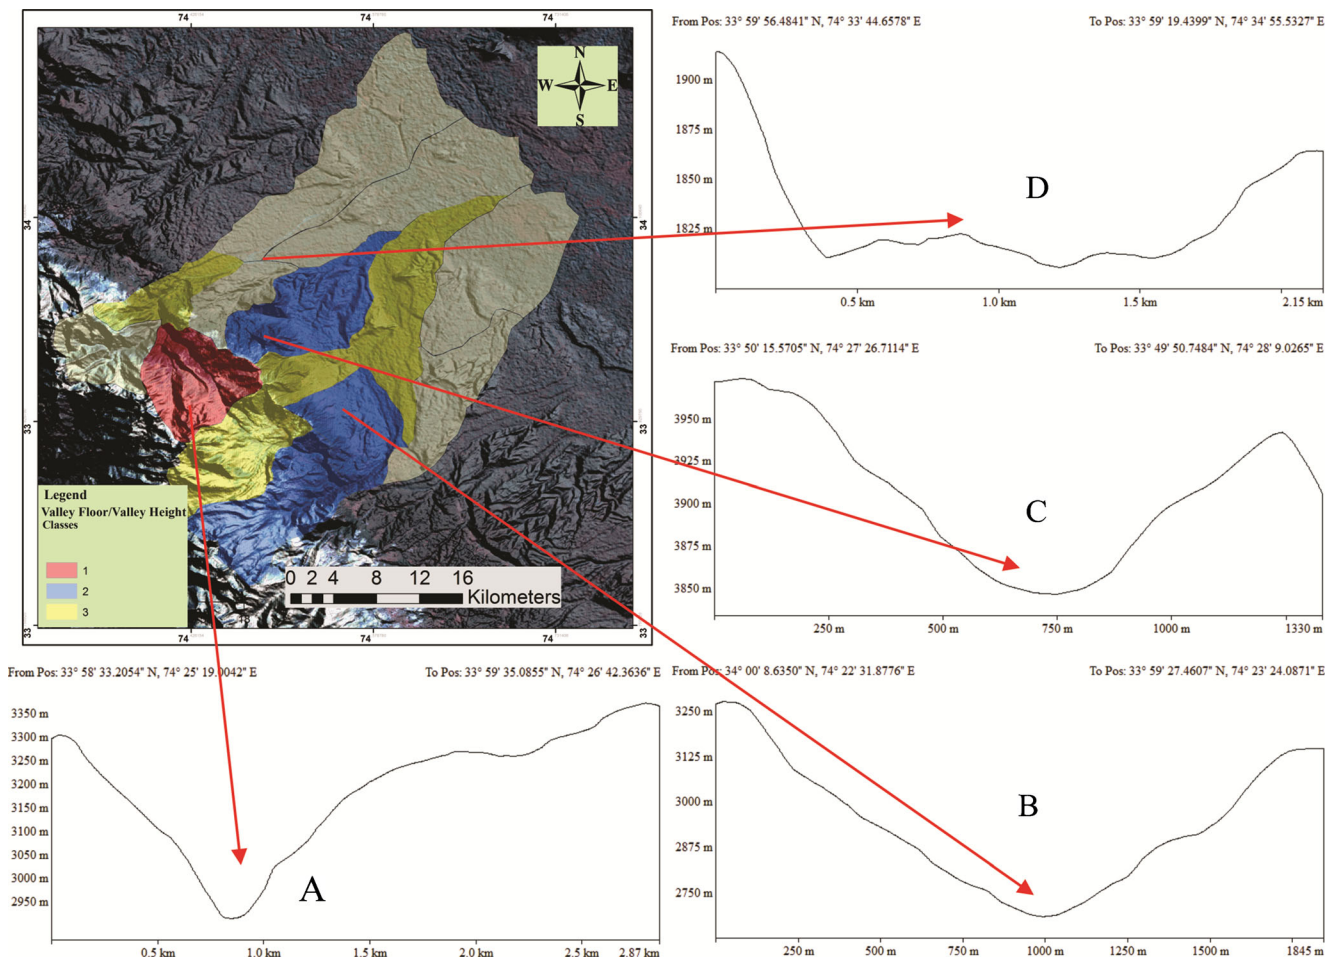 74
74
74
N
W E
S
34
34
33
33
33
33
Legend
Valley Floor/Valley Height
Classes
1
2
3
0 2 4 8 12 16
Kilometers
18
74
74
74
From Pos: 33° 59' 56.4841" N, 74° 33' 44.6578" E To Pos: 33° 59' 19.4399" N, 74° 34' 55.5327" E
1900 m
1875 m
1850 m
1825 m
D
0.5 km 1.0 km 1.5 km 2.15 km
From Pos: 33° 50' 15.5705" N, 74° 27' 26.7114" E To Pos: 33° 49' 50.7484" N, 74° 28' 9.0265" E
3950 m
3925 m
3900 m
3875 m
3850 m
C
250 m 500 m 750 m 1000 m 1330 m
From Pos: 33° 58' 33.2054" N, 74° 25' 19.0042" E To Pos: 33° 59' 35.0855" N, 74° 26' 42.3636" E
3350 m
3300 m
3250 m
3200 m
3150 m
3100 m
3050 m
3000 m
2950 m
A
0.5 km 1.0 km 1.5 km 2.0 km 2.5 km 2.87 km
From Pos: 34° 00' 8.6350" N, 74° 22' 31.8776" E To Pos: 33° 59' 27.4607" N, 74° 23' 24.0871" E
3250 m
3125 m
3000 m
2875 m
2750 m
B
250 m 500 m 750 m 1000 m 1250 m 1500 m 1845 m